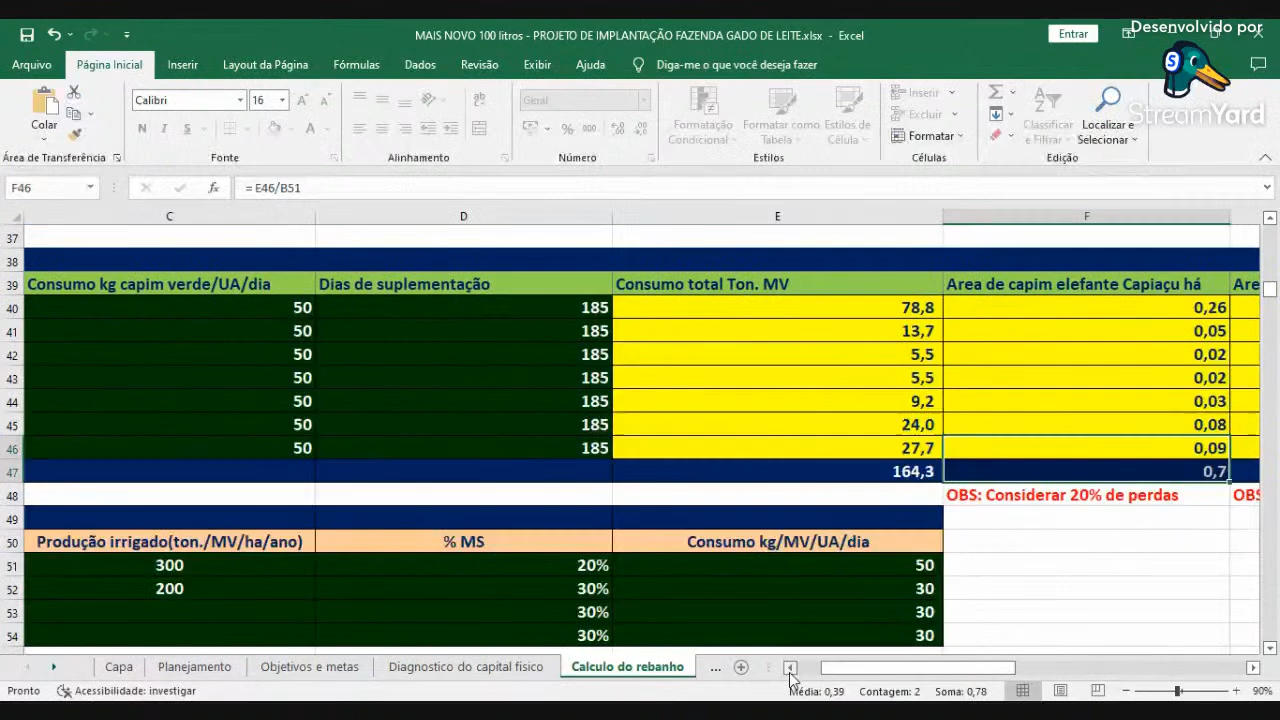 Desenvolvido por
StreamYard
MAIS NOVO 100 litros - PROJETO DE IMPLANTAÇÃO FAZENDA GADO DE LEITE.xlsx - Excel
Entrar
Arquivo Página Inicial Inserir Layout da Página Fórmulas Dados Revisão Exibir Ajuda Diga-me o que você deseja fazer
Colar
Calibri 16
N I S
Geral
Formatação Condicional
Formatar como Tabela
Estilos de Célula
Inserir
Excluir
Formatar
Classificar e Filtrar
Localizar e Selecionar
Área de Transferência Fonte Alinhamento Número Estilos Células Edição
F46 fx = E46/B51
C D E F
37
38
39 Consumo kg capim verde/UA/dia Dias de suplementação Consumo total Ton. MV Area de capim elefante Capiaçu há Are
40 50 185 78,8 0,26
41 50 185 13,7 0,05
42 50 185 5,5 0,02
43 50 185 5,5 0,02
44 50 185 9,2 0,03
45 50 185 24,0 0,08
46 50 185 27,7 0,09
47 164,3 0,7
48 OBS: Considerar 20% de perdas OBS
49
50 Produção irrigado(ton./MV/ha/ano) % MS Consumo kg/MV/UA/dia
51 300 20% 50
52 200 30% 30
53 30% 30
54 30% 30
Capa Planejamento Objetivos e metas Diagnostico do capital fisico Calculo do rebanho ...
Pronto Acessibilidade: investigar Média: 0,39 Contagem: 2 Soma: 0,78 90%